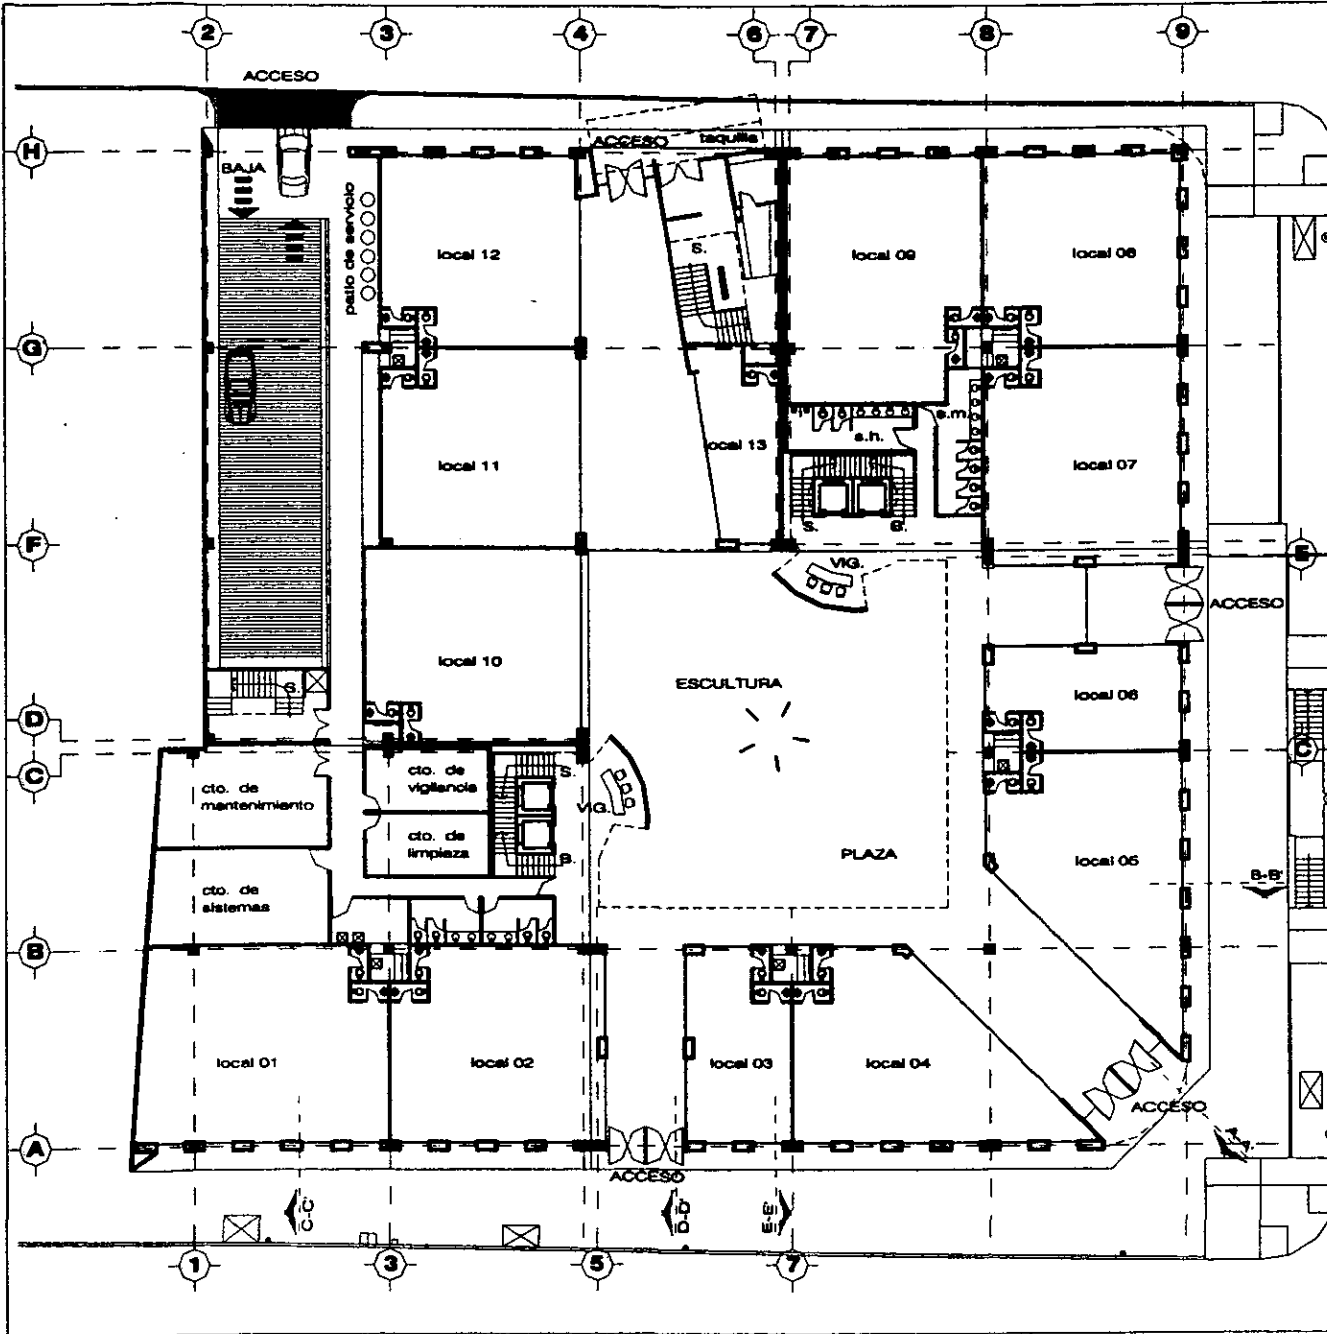 2 3 4 6 7 8 9
ACCESO
H
ACCESO taquilla
BAJA
patio de servicio
local 12
S.
local 09
local 08
G
s.m.
s.h.
local 11
local 13
local 07
S. B.
F
E
VIG.
ACCESO
local 10
ESCULTURA
local 06
S.
D
C
C
cto. de
mantenimiento
cto. de
vigilancia
S.
VIG.
cto. de
limpieza
B.
PLAZA
local 05
B-B'
cto. de
sistemas
B
local 01
local 02
local 03
local 04
ACCESO
A
ACCESO
C-C'
D-D'
E-E'
1 3 5 7